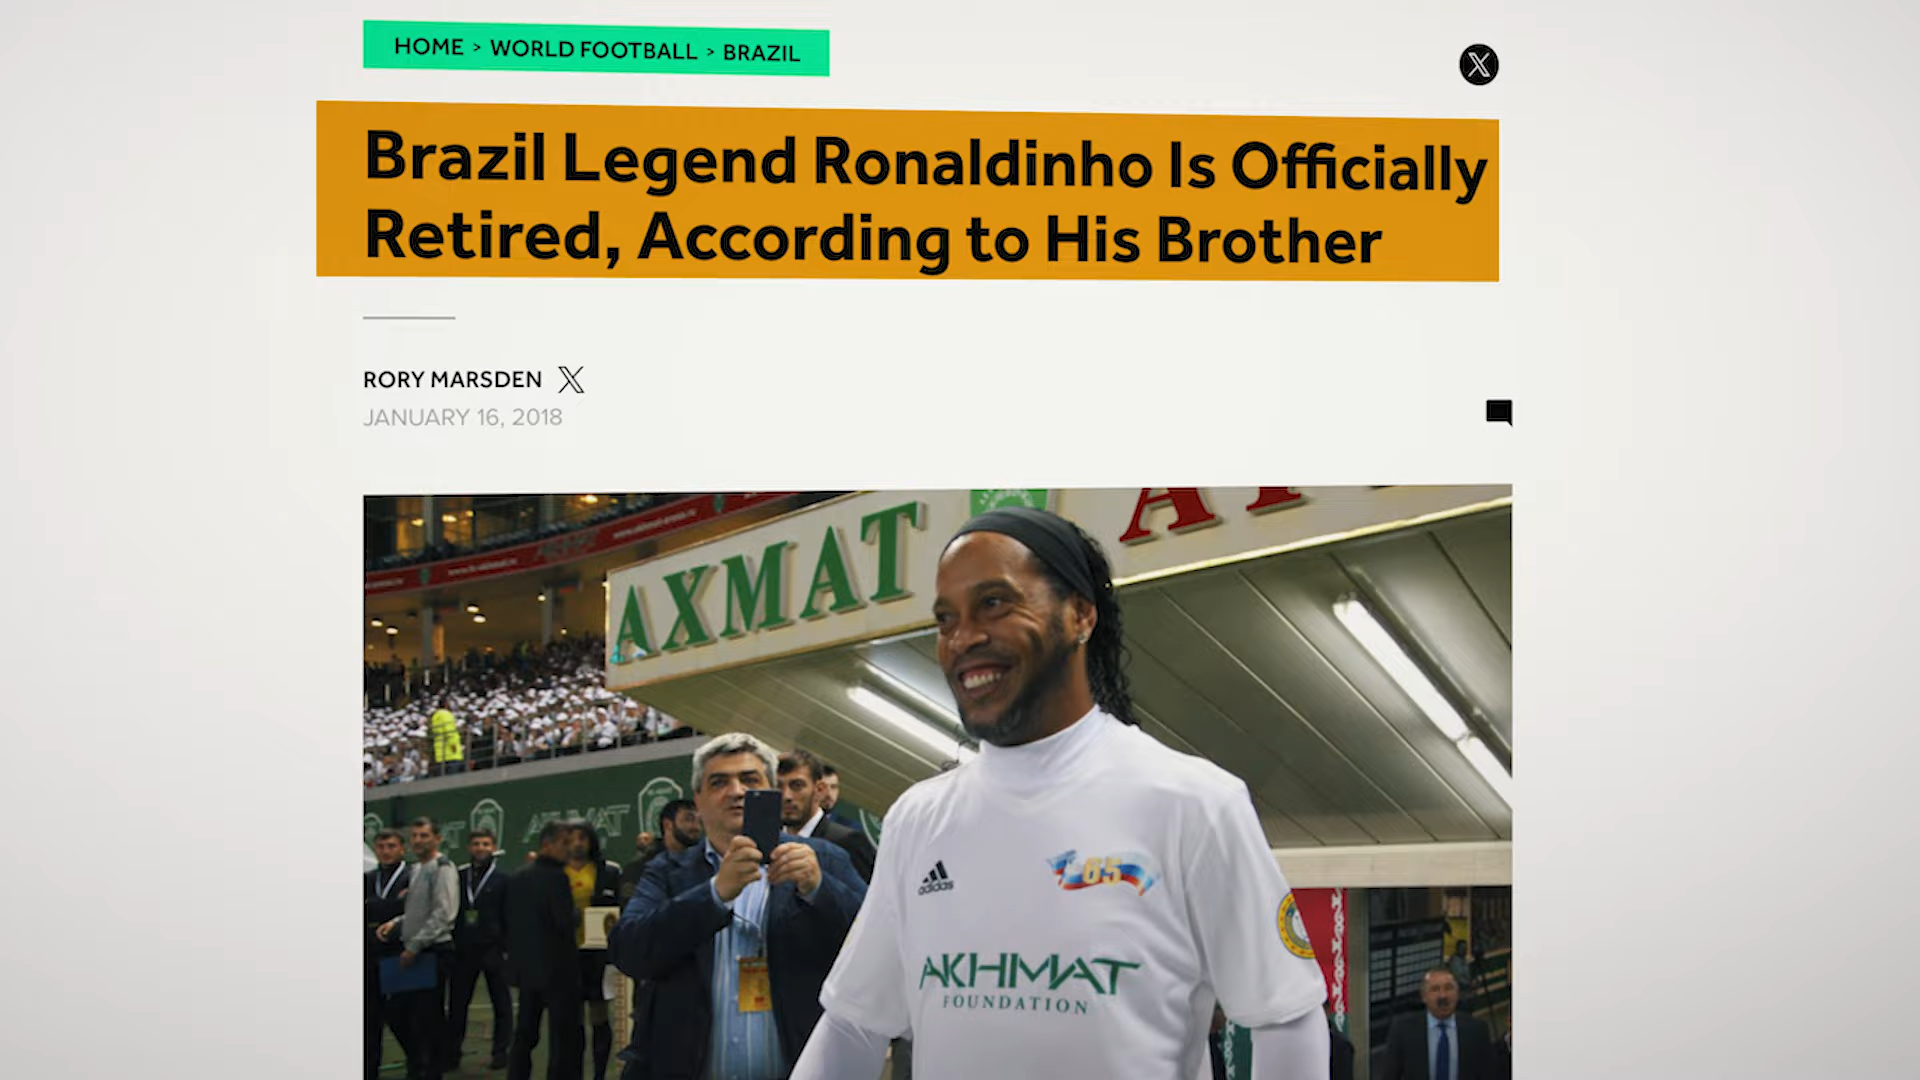 HOME > WORLD FOOTBALL > BRAZIL
Brazil Legend Ronaldinho Is Officially
Retired, According to His Brother
RORY MARSDEN
JANUARY 16, 2018
АХМАТ
adidas
65
AKHMAT
FOUNDATION